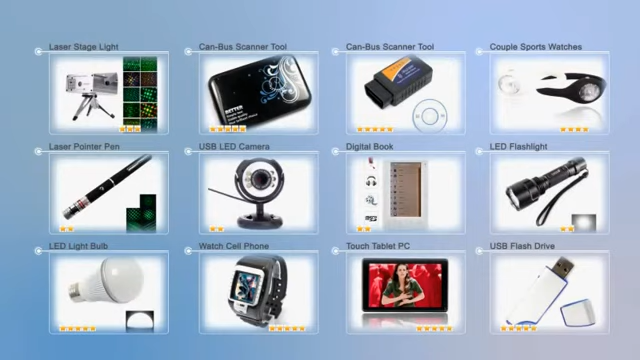 Laser Stage Light
Can-Bus Scanner Tool
Can-Bus Scanner Tool
Couple Sports Watches
Laser Pointer Pen
USB LED Camera
Digital Book
LED Flashlight
LED Light Bulb
Watch Cell Phone
Touch Tablet PC
USB Flash Drive